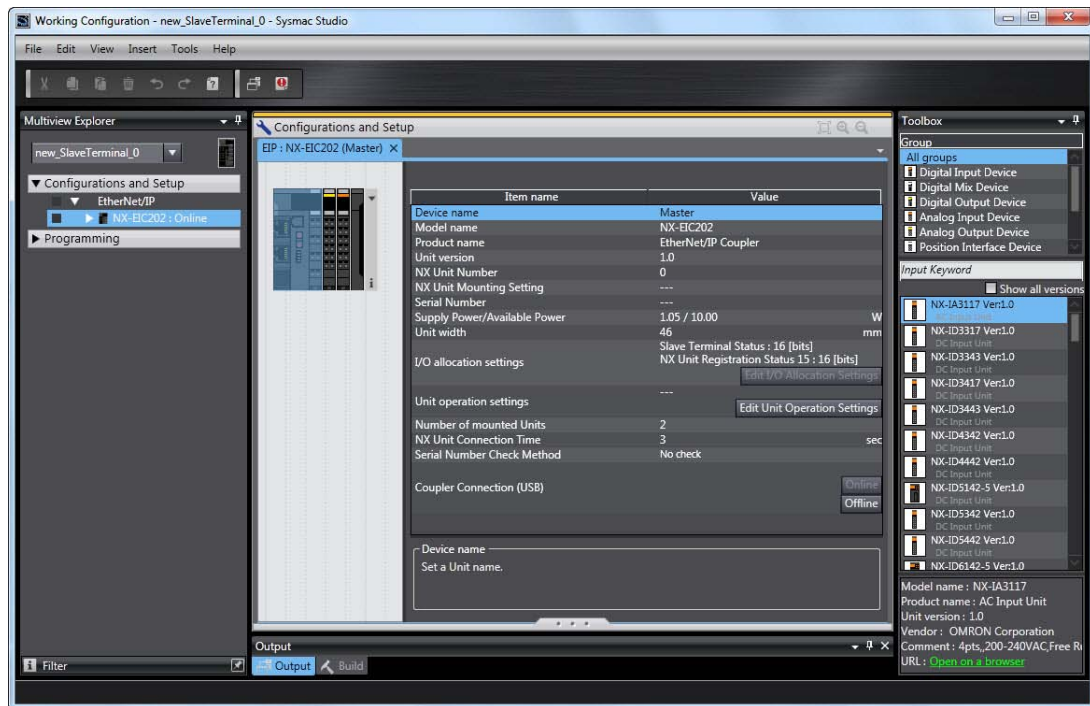 Working Configuration - new_SlaveTerminal_0 - Sysmac Studio
File Edit View Insert Tools Help
Multiview Explorer
new_SlaveTerminal_0
Configurations and Setup
EtherNet/IP
NX-EIC202 : Online
Programming
Filter
Configurations and Setup
EIP : NX-EIC202 (Master)
Item name Value
Device name Master
Model name NX-EIC202
Product name EtherNet/IP Coupler
Unit version 1.0
NX Unit Number 0
NX Unit Mounting Setting ---
Serial Number ---
Supply Power/Available Power 1.05 / 10.00 W
Unit width 46 mm
I/O allocation settings
Slave Terminal Status : 16 [bits]
NX Unit Registration Status 15 : 16 [bits]
Edit I/O Allocation Settings
Unit operation settings ---
Edit Unit Operation Settings
Number of mounted Units 2
NX Unit Connection Time 3 sec
Serial Number Check Method No check
Coupler Connection (USB)
Online
Offline
Device name
Set a Unit name.
Output
Output Build
Toolbox
Group
All groups
Digital Input Device
Digital Mix Device
Digital Output Device
Analog Input Device
Analog Output Device
Position Interface Device
Input Keyword
Show all versions
NX-IA3117 Ver:1.0
AC Input Unit
NX-ID3317 Ver:1.0
DC Input Unit
NX-ID3343 Ver:1.0
DC Input Unit
NX-ID3417 Ver:1.0
DC Input Unit
NX-ID3443 Ver:1.0
DC Input Unit
NX-ID4342 Ver:1.0
DC Input Unit
NX-ID4442 Ver:1.0
DC Input Unit
NX-ID5142-5 Ver:1.0
DC Input Unit
NX-ID5342 Ver:1.0
DC Input Unit
NX-ID5442 Ver:1.0
DC Input Unit
NX-ID6142-5 Ver:1.0
Model name : NX-IA3117
Product name : AC Input Unit
Unit version : 1.0
Vendor : OMRON Corporation
Comment : 4pts,,200-240VAC,Free R
URL : Open on a browser